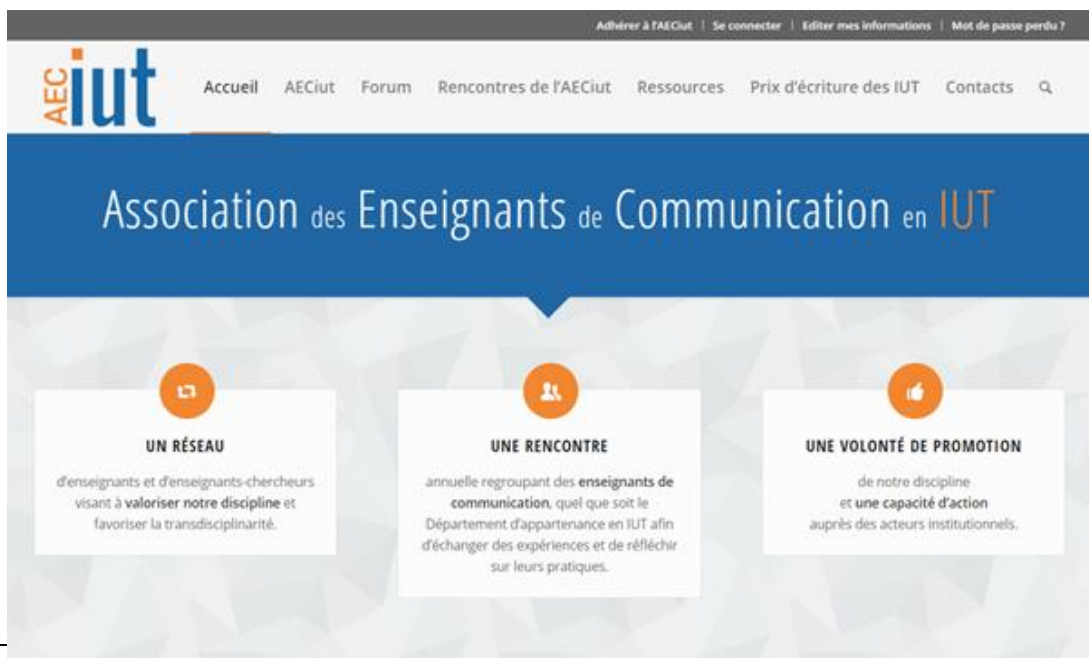 Adhérer à l'AECiut | Se connecter | Editer mes informations | Mot de passe perdu ?
AEC iut
Accueil AECiut Forum Rencontres de l'AECiut Ressources Prix d'écriture des IUT Contacts
Association des Enseignants de Communication en IUT
UN RÉSEAU
d'enseignants et d'enseignants-chercheurs
visant à valoriser notre discipline et
favoriser la transdisciplinarité.
UNE RENCONTRE
annuelle regroupant des enseignants de
communication, quel que soit le
Département d'appartenance en IUT afin
d'échanger des expériences et de réfléchir
sur leurs pratiques.
UNE VOLONTÉ DE PROMOTION
de notre discipline
et une capacité d'action
auprès des acteurs institutionnels.